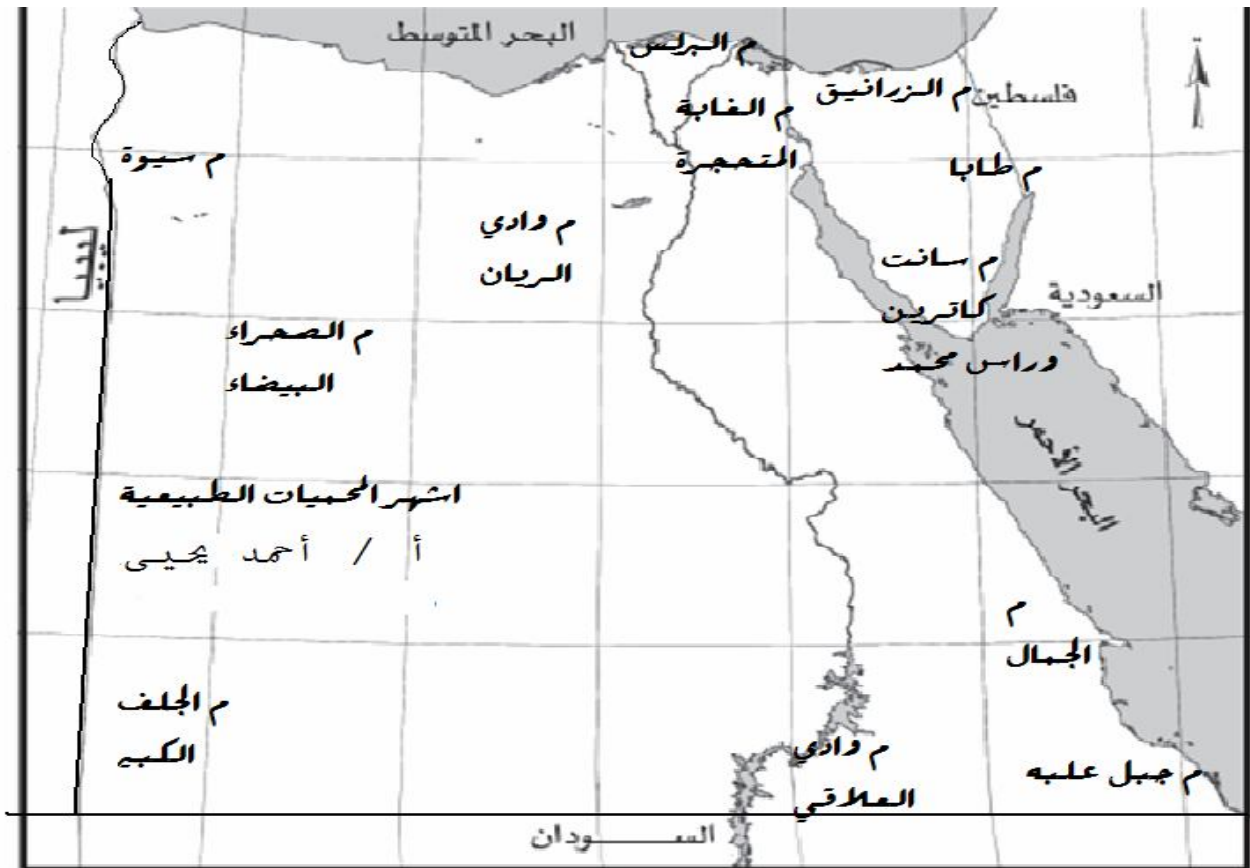 البحر المتوسط
م البرلس
م الزرانيق
فلسطين
م الغابة
المتحجرة
م سيوة
م طابا
ليبيا
م وادي
الريان
م سانت
كاترين
وراس محمد
السعودية
م الصحراء
البيضاء
البحر الأحمر
اشهر المحميات الطبيعية
أ / أحمد يحيى
م
الجمال
م الجلف
الكبير
م وادي
العلاقي
م جبل علبه
الســـودان